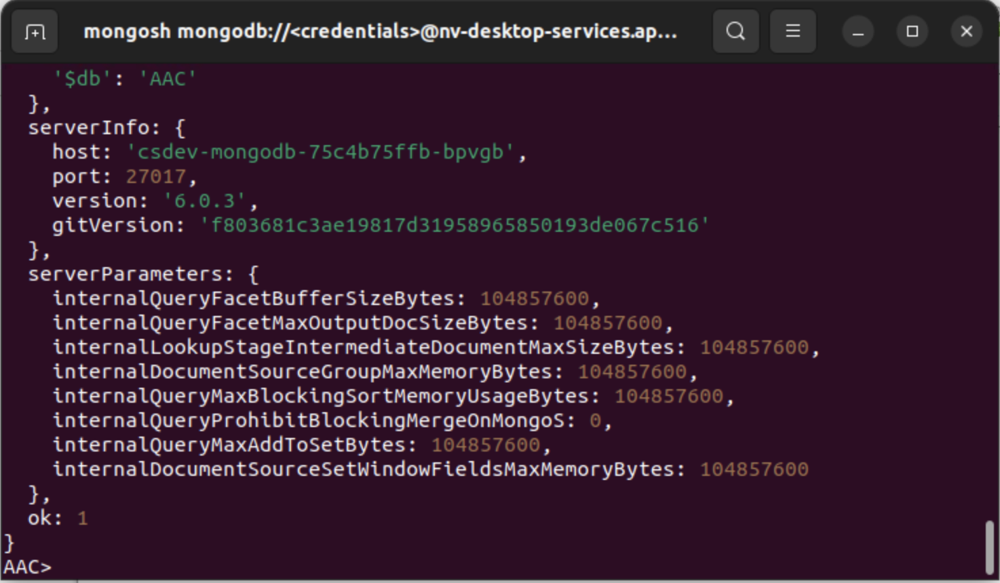 mongosh mongodb://<credentials>@nv-desktop-services.ap...
'$db': 'AAC'
},
serverInfo: {
host: 'csdev-mongodb-75c4b75ffb-bpvgb',
port: 27017,
version: '6.0.3',
gitVersion: 'f803681c3ae19817d31958965850193de067c516'
},
serverParameters: {
internalQueryFacetBufferSizeBytes: 104857600,
internalQueryFacetMaxOutputDocSizeBytes: 104857600,
internalLookupStageIntermediateDocumentMaxSizeBytes: 104857600,
internalDocumentSourceGroupMaxMemoryBytes: 104857600,
internalQueryMaxBlockingSortMemoryUsageBytes: 104857600,
internalQueryProhibitBlockingMergeOnMongoS: 0,
internalQueryMaxAddToSetBytes: 104857600,
internalDocumentSourceSetWindowFieldsMaxMemoryBytes: 104857600
},
ok: 1
}
AAC>